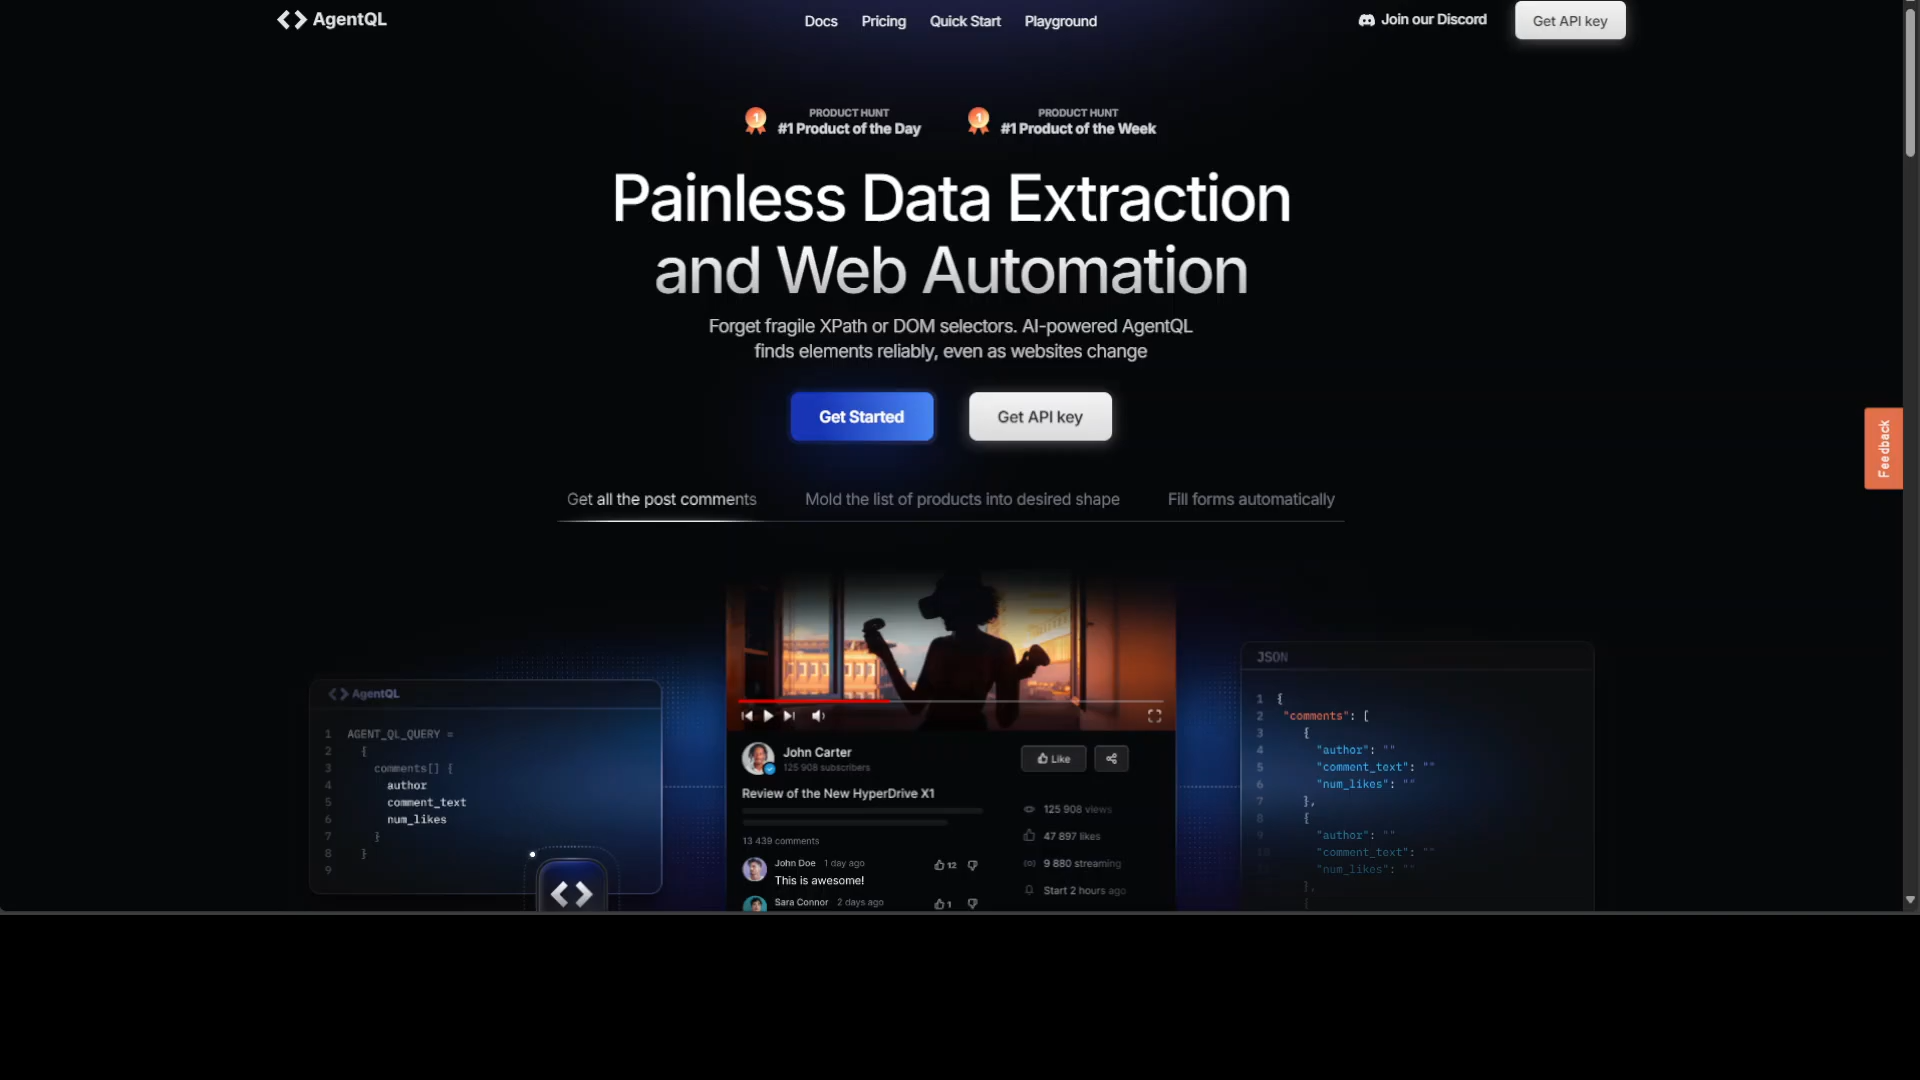 AgentQL
Docs
Pricing
Quick Start
Playground
Join our Discord
Get API key
PRODUCT HUNT
#1 Product of the Day
PRODUCT HUNT
#1 Product of the Week
Painless Data Extraction
and Web Automation
Forget fragile XPath or DOM selectors. AI-powered AgentQL
finds elements reliably, even as websites change
Get Started
Get API key
Feedback
Get all the post comments
Mold the list of products into desired shape
Fill forms automatically
AgentQL
1 AGENT_QL_QUERY =
2 {
3 comments[] {
4 author
5 comment_text
6 num_likes
7 }
8 }
9
John Carter
125 908 subscribers
Like
Review of the New HyperDrive X1
125 908 views
47 897 likes
9 880 streaming
Start 2 hours ago
13 439 comments
John Doe 1 day ago
12
This is awesome!
Sara Connor 2 days ago
1
JSON
1 {
2 "comments": [
3 {
4 "author": ""
5 "comment_text": ""
6 "num_likes": ""
7 },
8 {
9 "author": ""
10 "comment_text": ""
"num_likes": ""
},
{